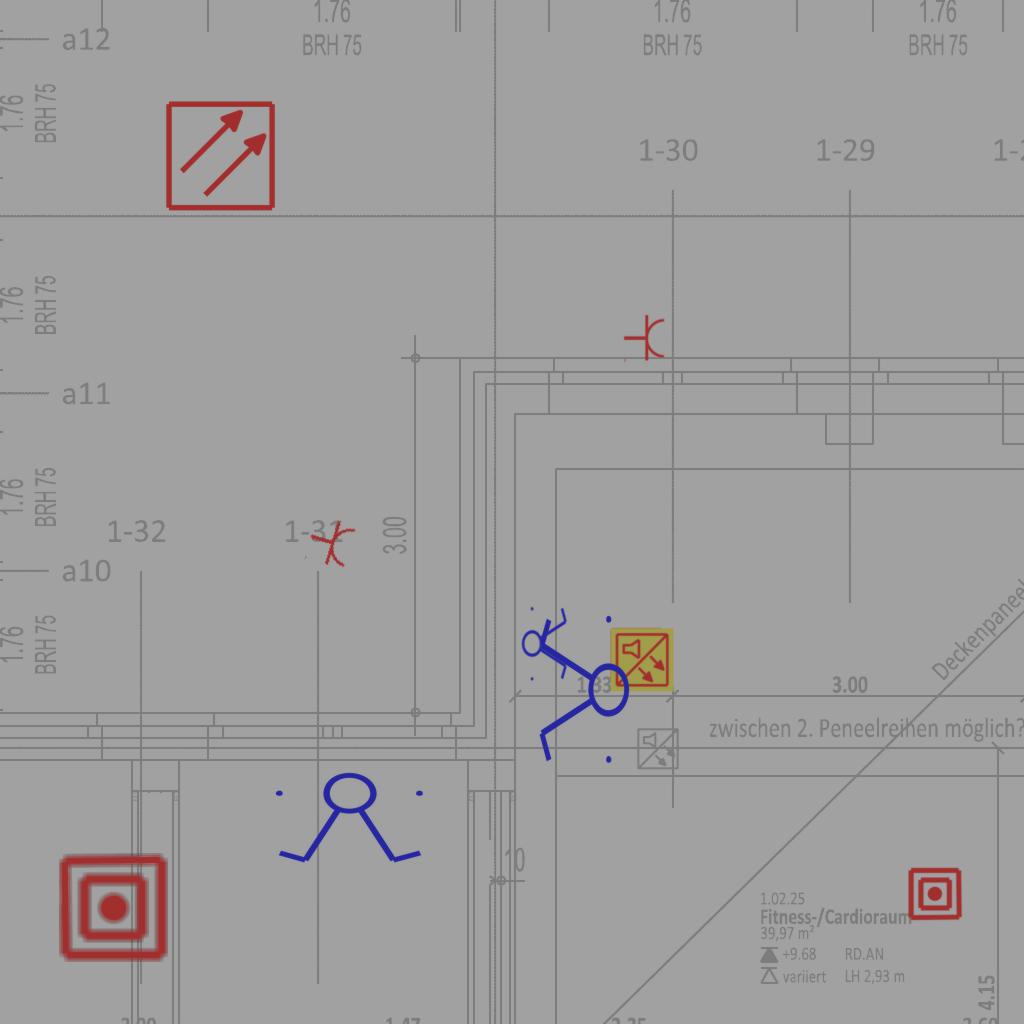 1.76
BRH 75
1.76
BRH 75
1.76
BRH 75
a12
1.76
BRH 75
1-30
1-29
1.76
BRH 75
a11
1.76
BRH 75
1-32
1-31
3.00
a10
1.76
BRH 75
Deckenpaneel
1.33
3.00
zwischen 2. Peneelreihen möglich?
10
1.02.25
Fitness-/Cardioraum
39,97 m²
+9.68 RD.AN
variiert LH 2,93 m
4.15